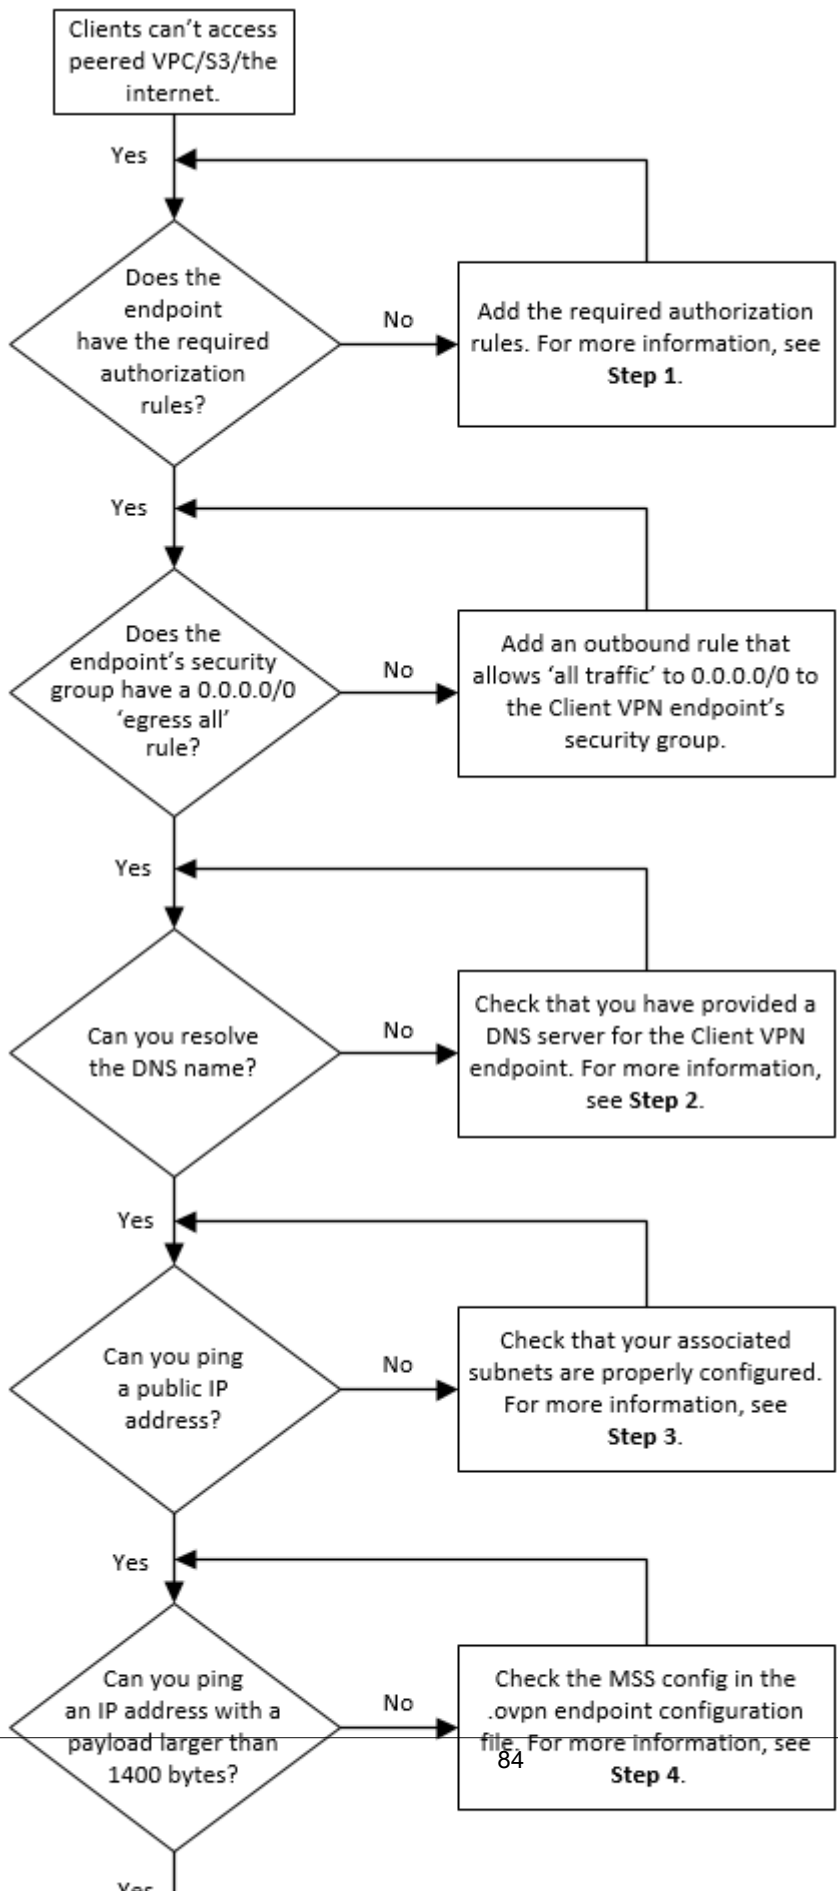 Clients can't access
peered VPC/S3/the
internet.
Yes
Does the
endpoint
have the required
authorization
rules?
No
Add the required authorization
rules. For more information, see
Step 1.
Yes
Does the
endpoint's security
group have a 0.0.0.0/0
'egress all'
rule?
No
Add an outbound rule that
allows 'all traffic' to 0.0.0.0/0 to
the Client VPN endpoint's
security group.
Yes
Can you resolve
the DNS name?
No
Check that you have provided a
DNS server for the Client VPN
endpoint. For more information,
see Step 2.
Yes
Can you ping
a public IP
address?
No
Check that your associated
subnets are properly configured.
For more information, see
Step 3.
Yes
Can you ping
an IP address with a
payload larger than
1400 bytes?
No
Check the MSS config in the
.ovpn endpoint configuration
file. For more information, see
Step 4.
84
Yes